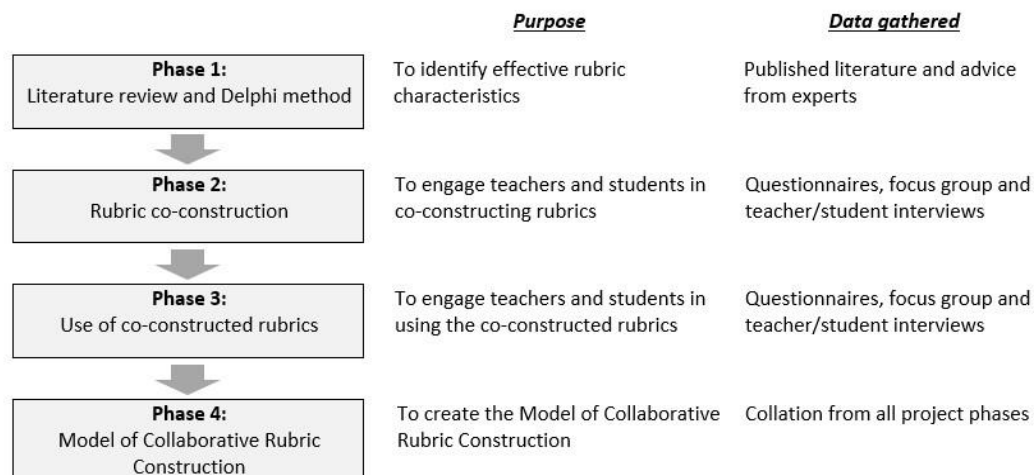 Purpose
Data gathered
Phase 1:
Literature review and Delphi method
To identify effective rubric
characteristics
Published literature and advice
from experts
Phase 2:
Rubric co-construction
To engage teachers and students in
co-constructing rubrics
Questionnaires, focus group and
teacher/student interviews
Phase 3:
Use of co-constructed rubrics
To engage teachers and students in
using the co-constructed rubrics
Questionnaires, focus group and
teacher/student interviews
Phase 4:
Model of Collaborative Rubric
Construction
To create the Model of Collaborative
Rubric Construction
Collation from all project phases